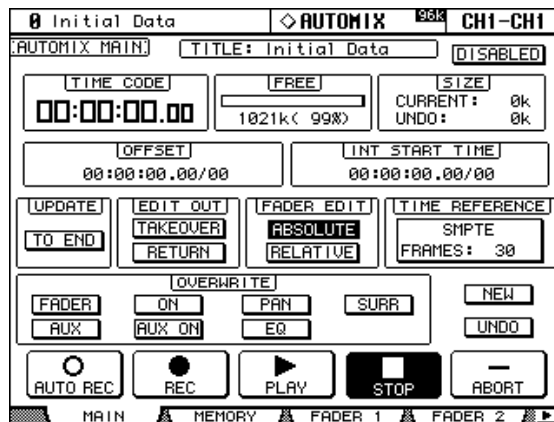 0 Initial Data ◇AUTOMIX 96k CH1-CH1
AUTOMIX MAIN TITLE: Initial Data DISABLED
TIME CODE FREE SIZE
00:00:00.00 1021k( 99%) CURRENT: 0k
UNDO: 0k
OFFSET INT START TIME
00:00:00.00/00 00:00:00.00/00
UPDATE EDIT OUT FADER EDIT TIME REFERENCE
TO END TAKEOVER ABSOLUTE SMPTE
RETURN RELATIVE FRAMES: 30
OVERWRITE
FADER ON PAN SURR NEW
AUX AUX ON EQ UNDO
AUTO REC REC PLAY STOP ABORT
MAIN MEMORY FADER 1 FADER 2